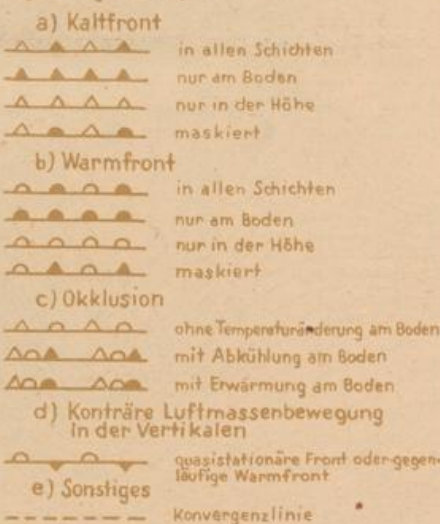 a) Kaltfront
in allen Schichten
nur am Boden
nur in der Höhe
maskiert
b) Warmfront
in allen Schichten
nur am Boden
nur in der Höhe
maskiert
c) Okklusion
ohne Temperaturänderung am Boden
mit Abkühlung am Boden
mit Erwärmung am Boden
d) Konträre Luftmassenbewegung
in der Vertikalen
quasistationäre Front oder gegen-
läufige Warmfront
e) Sonstiges
Konvergenzlinie